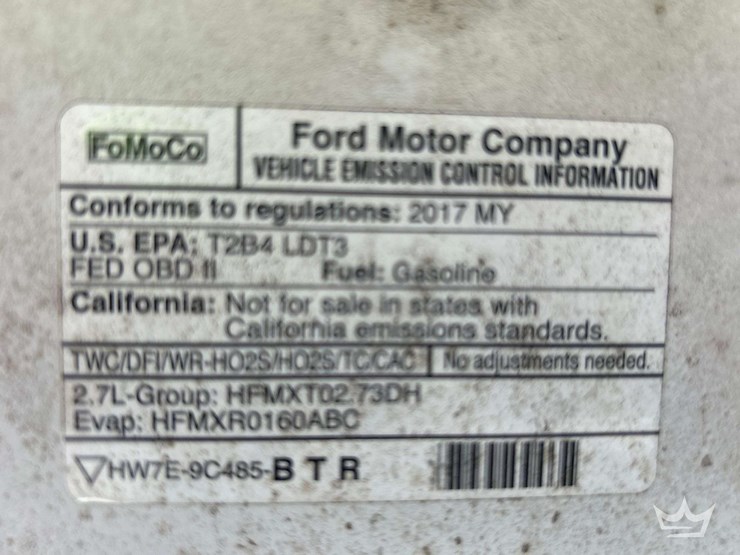 FoMoCo
Ford Motor Company
VEHICLE EMISSION CONTROL INFORMATION
Conforms to regulations: 2017 MY
U.S. EPA: T2B4 LDT3
FED OBD II Fuel: Gasoline
California: Not for sale in states with
California emissions standards.
TWC/DFI/WR-HO2S/HO2S/TC/CAC No adjustments needed.
2.7L-Group: HFMXT02.73DH
Evap: HFMXR0160ABC
HW7E-9C485-B T R